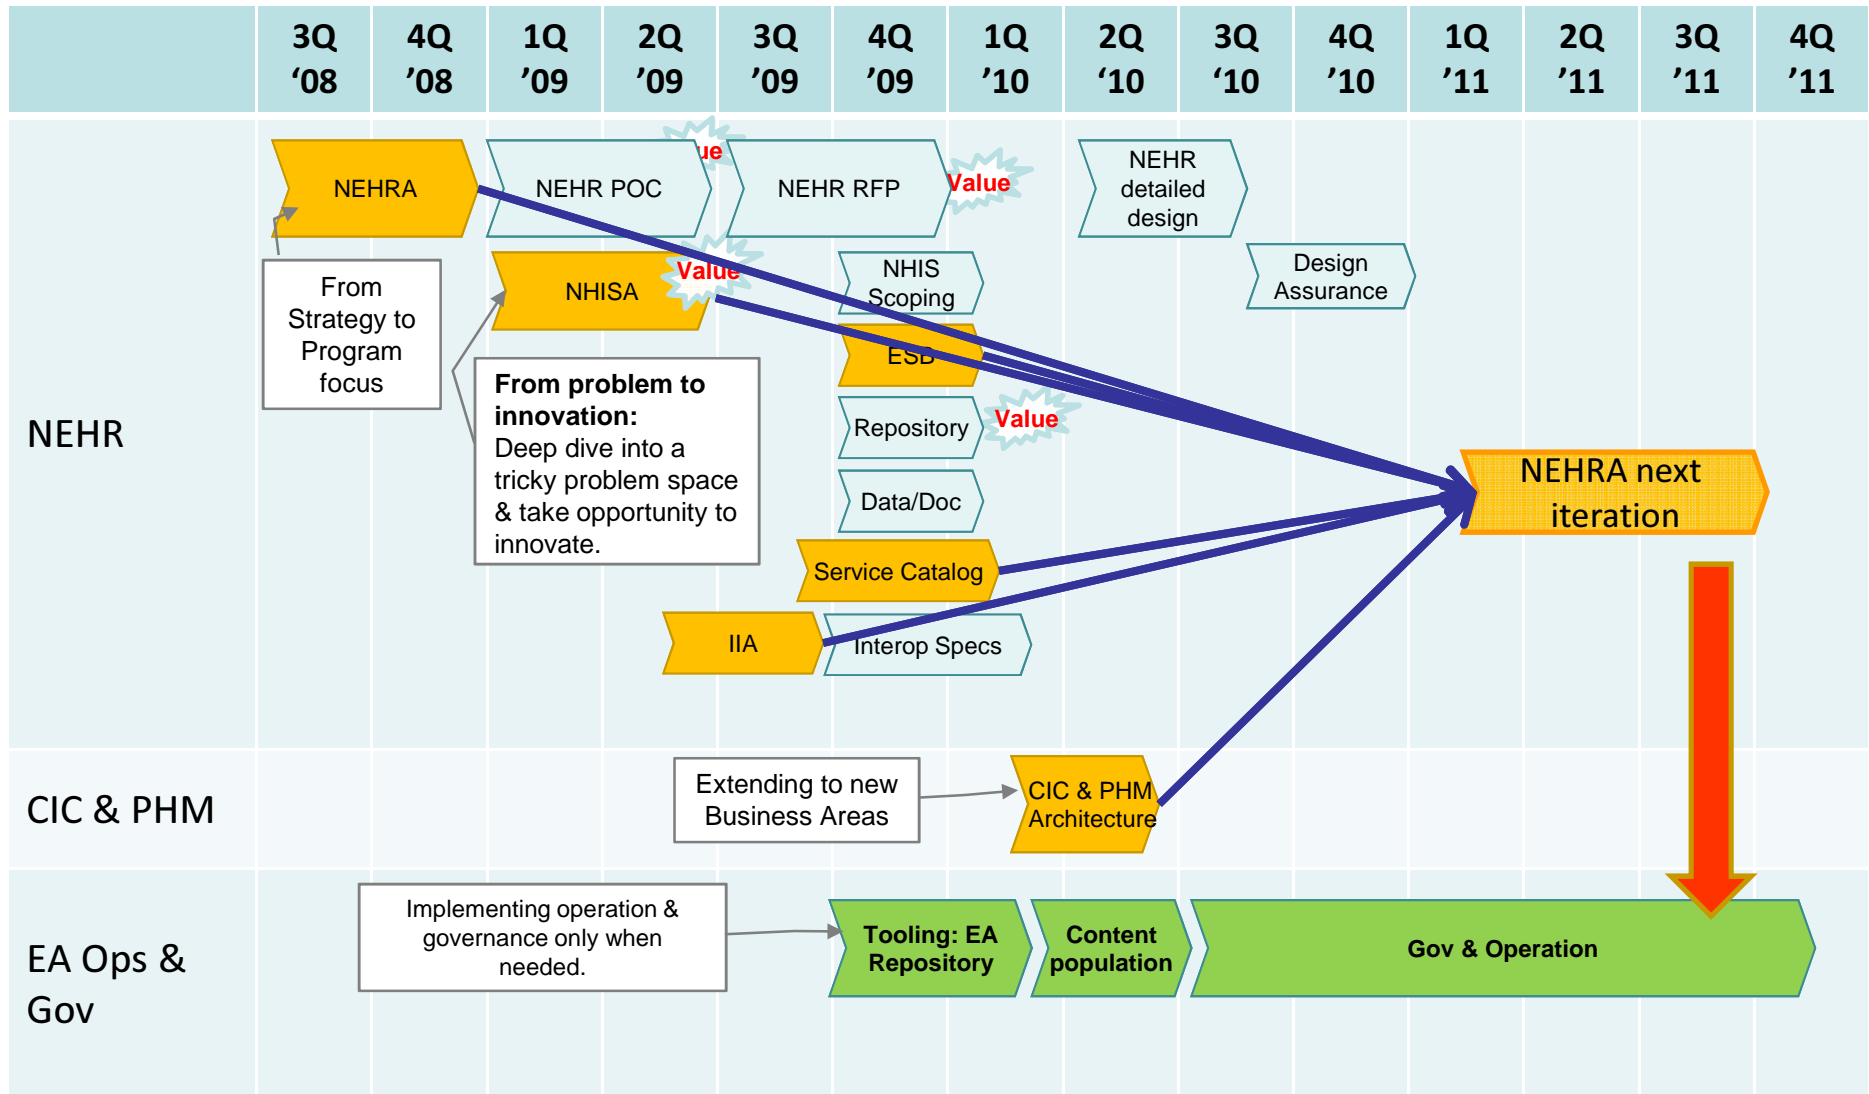 3Q 4Q 1Q 2Q 3Q 4Q 1Q 2Q 3Q 4Q 1Q 2Q 3Q 4Q
‘08 ’08 ’09 ’09 ’09 ’09 ’10 ‘10 ‘10 ’10 ’11 ’11 ’11 ’11
NEHR
NEHRA
NEHR POC
NEHR RFP
Value
NEHR
detailed
design
From
Strategy to
Program
focus
NHISA
Value
NHIS
Scoping
Design
Assurance
From problem to
innovation:
Deep dive into a
tricky problem space
& take opportunity to
innovate.
ESB
Repository
Value
Data/Doc
NEHRA next
iteration
Service Catalog
IIA
Interop Specs
CIC & PHM
Extending to new
Business Areas
CIC & PHM
Architecture
EA Ops &
Gov
Implementing operation &
governance only when
needed.
Tooling: EA
Repository
Content
population
Gov & Operation